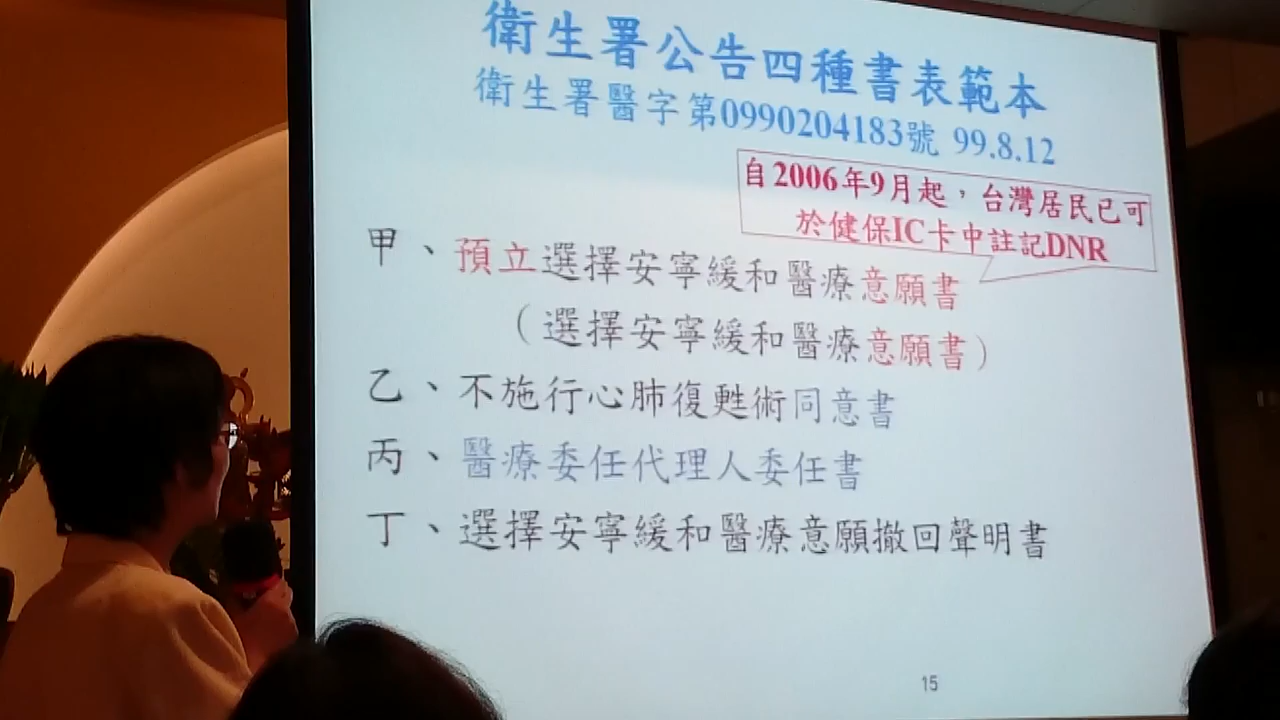 衛生署公告四種書表範本
衛生署醫字第0990204183號 99.8.12
自2006年9月起，台灣居民已可
於健保IC卡中註記DNR
甲、預立選擇安寧緩和醫療意願書
（選擇安寧緩和醫療意願書）
乙、不施行心肺復甦術同意書
丙、醫療委任代理人委任書
丁、選擇安寧緩和醫療意願撤回聲明書
15